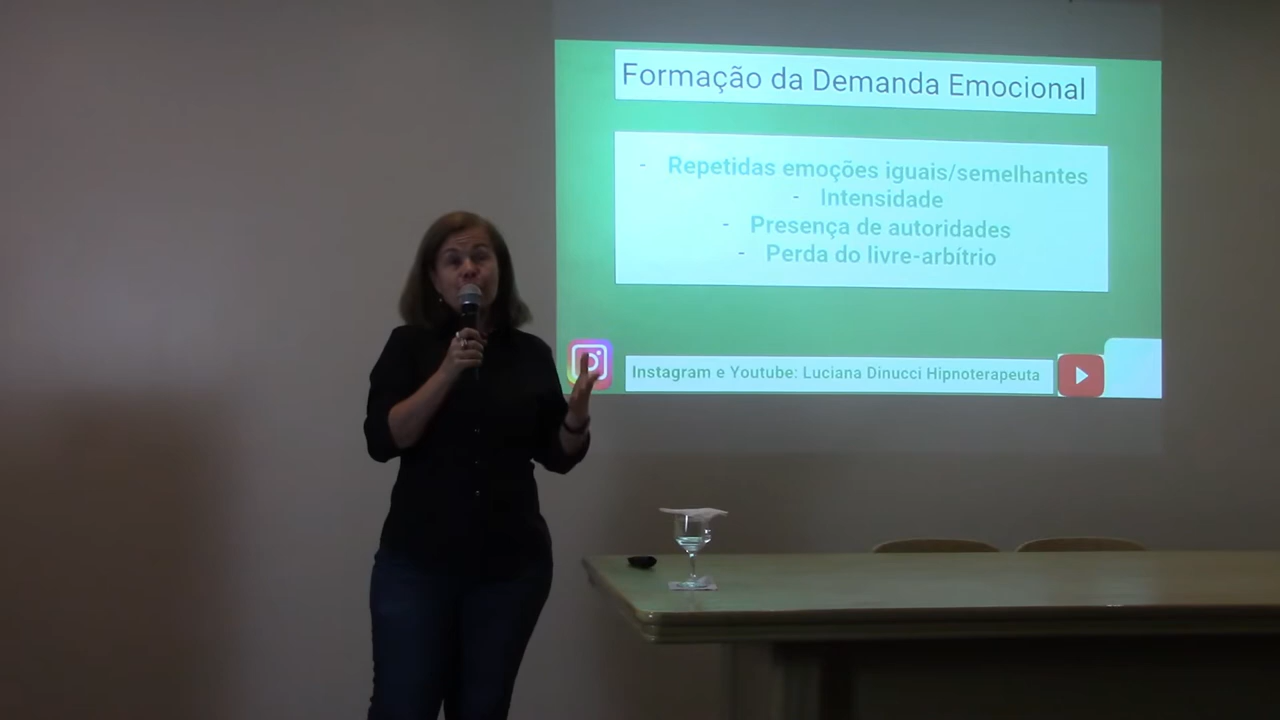 Formação da Demanda Emocional
- Repetidas emoções iguais/semelhantes
- Intensidade
- Presença de autoridades
- Perda do livre-arbítrio
Instagram e Youtube: Luciana Dinucci Hipnoterapeuta